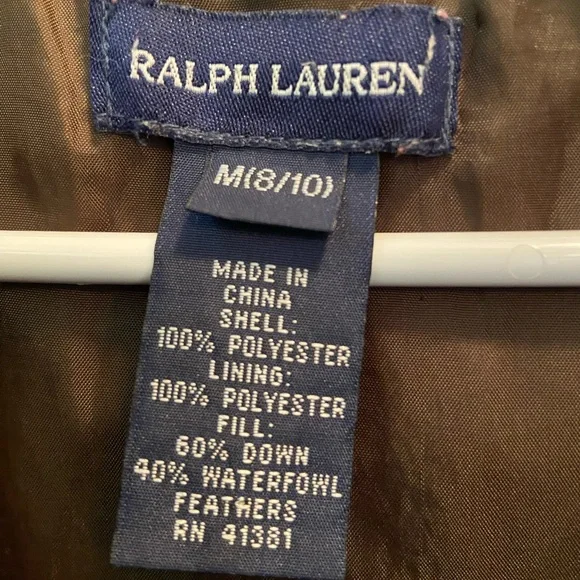 RALPH LAUREN
M(8/10)
MADE IN
CHINA
SHELL:
100% POLYESTER
LINING:
100% POLYESTER
FILL:
60% DOWN
40% WATERFOWL
FEATHERS
RN 41381